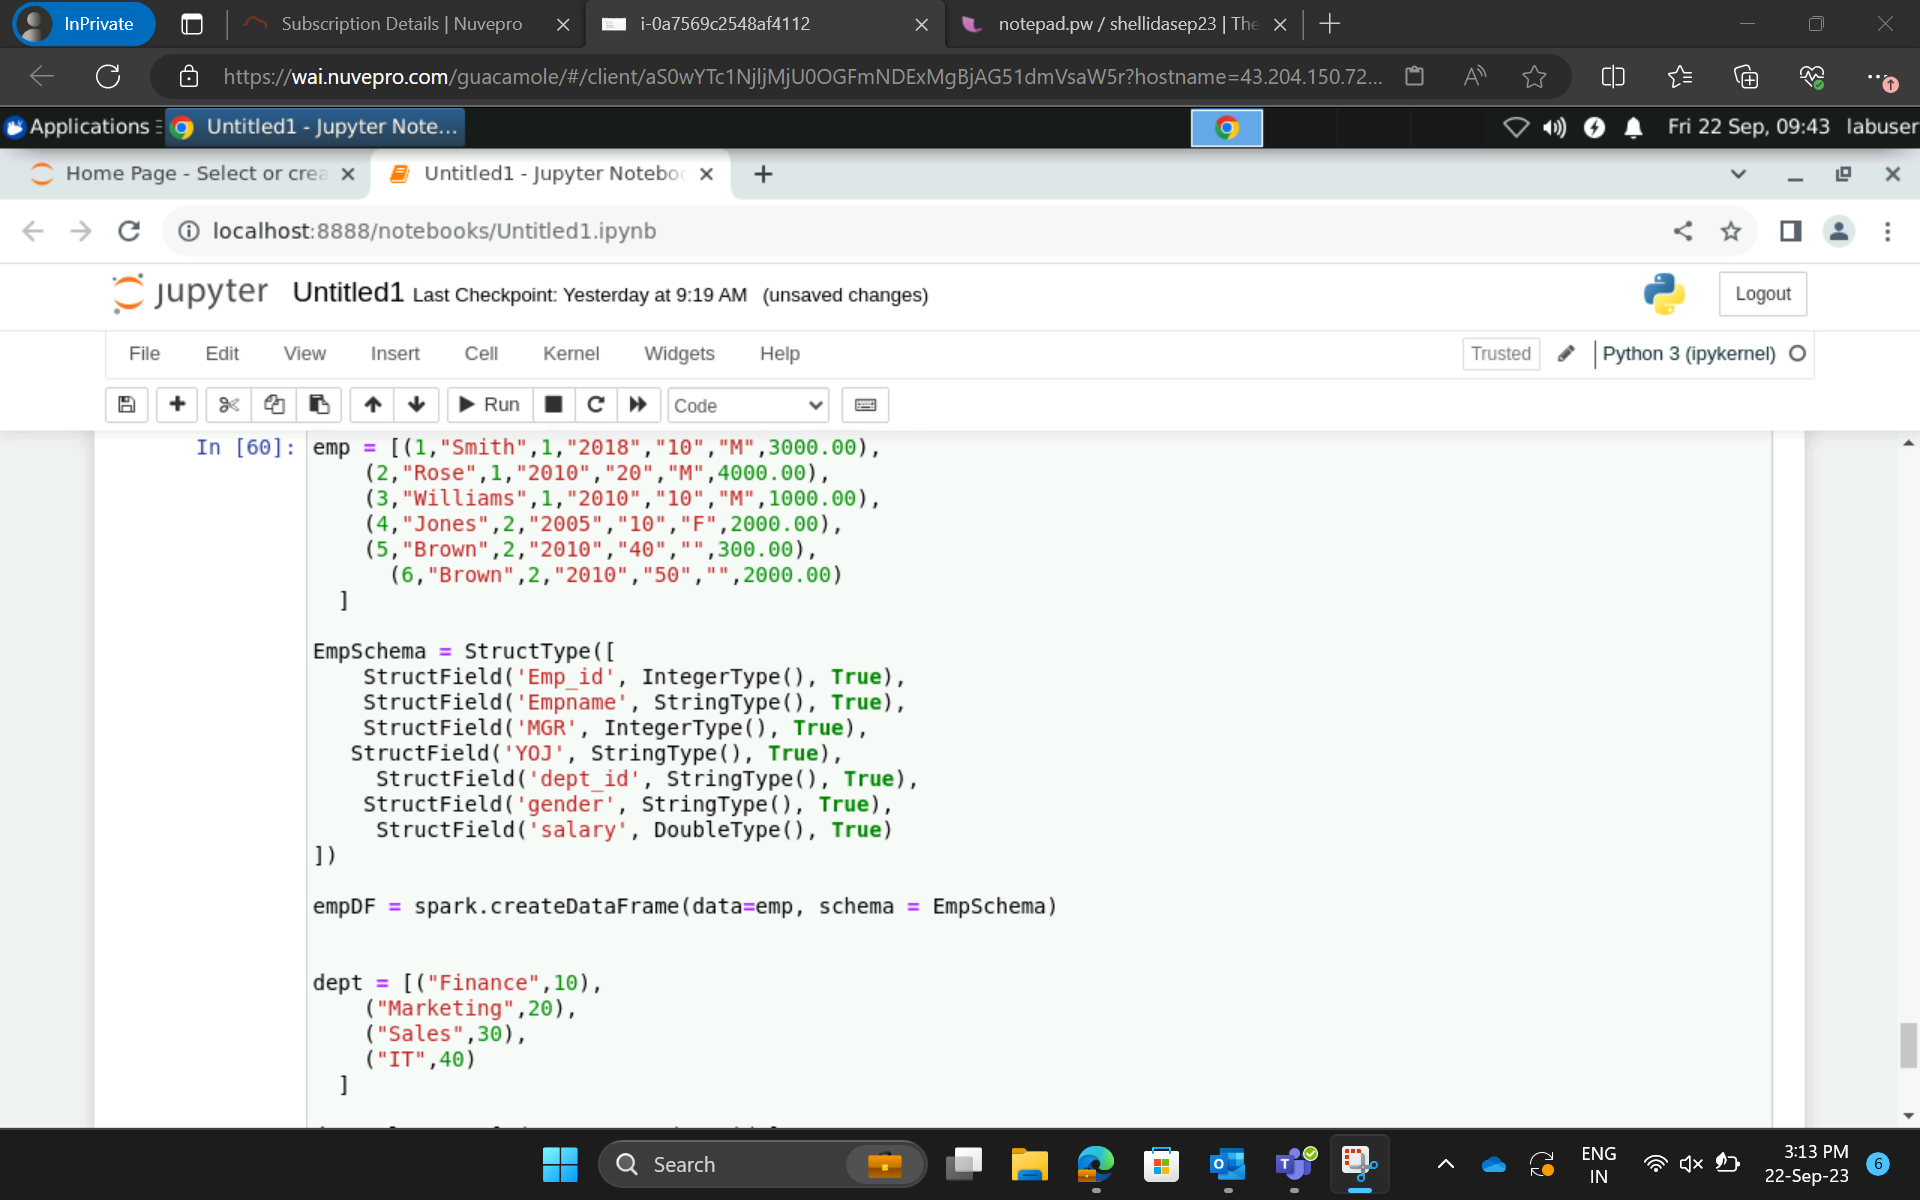 InPrivate
Subscription Details | Nuvepro
i-0a7569c2548af4112
notepad.pw / shellidasep23 | The
https://wai.nuvepro.com/guacamole/#/client/aS0wYTc1NjljMjU0OGFmNDExMgBjAG51dmVsaW5r?hostname=43.204.150.72...
Applications
Untitled1 - Jupyter Note...
Fri 22 Sep, 09:43 labuser
Home Page - Select or crea
Untitled1 - Jupyter Noteboo
localhost:8888/notebooks/Untitled1.ipynb
jupyter Untitled1 Last Checkpoint: Yesterday at 9:19 AM (unsaved changes)
Logout
File Edit View Insert Cell Kernel Widgets Help
Trusted
Python 3 (ipykernel)
Run
Code
In [60]: emp = [(1,"Smith",1,"2018","10","M",3000.00),
(2,"Rose",1,"2010","20","M",4000.00),
(3,"Williams",1,"2010","10","M",1000.00),
(4,"Jones",2,"2005","10","F",2000.00),
(5,"Brown",2,"2010","40","",300.00),
(6,"Brown",2,"2010","50","",2000.00)
]
EmpSchema = StructType([
StructField('Emp_id', IntegerType(), True),
StructField('Empname', StringType(), True),
StructField('MGR', IntegerType(), True),
StructField('YOJ', StringType(), True),
StructField('dept_id', StringType(), True),
StructField('gender', StringType(), True),
StructField('salary', DoubleType(), True)
])
empDF = spark.createDataFrame(data=emp, schema = EmpSchema)
dept = [("Finance",10),
("Marketing",20),
("Sales",30),
("IT",40)
]
Search
ENG
IN
3:13 PM
22-Sep-23
6